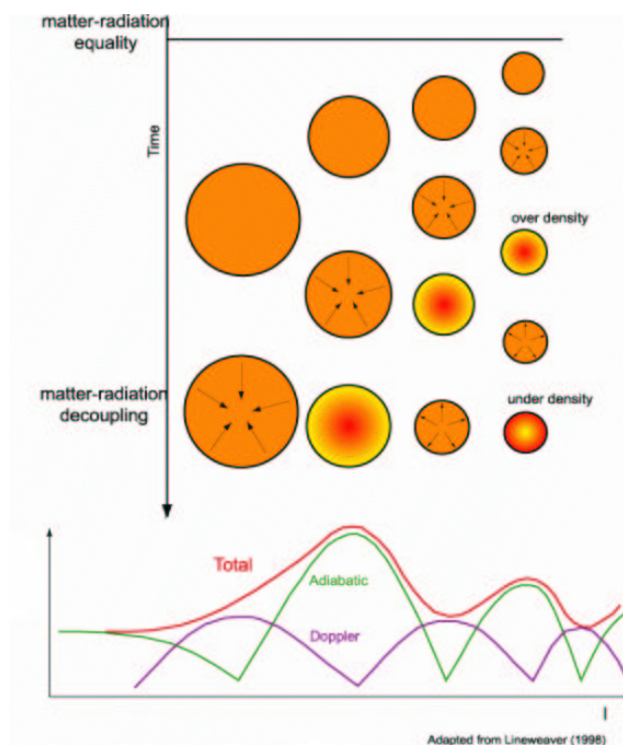 matter-radiation
equality
Time
over density
matter-radiation
decoupling
under density
Total
Adiabatic
Doppler
l
Adapted from Lineweaver (1998)